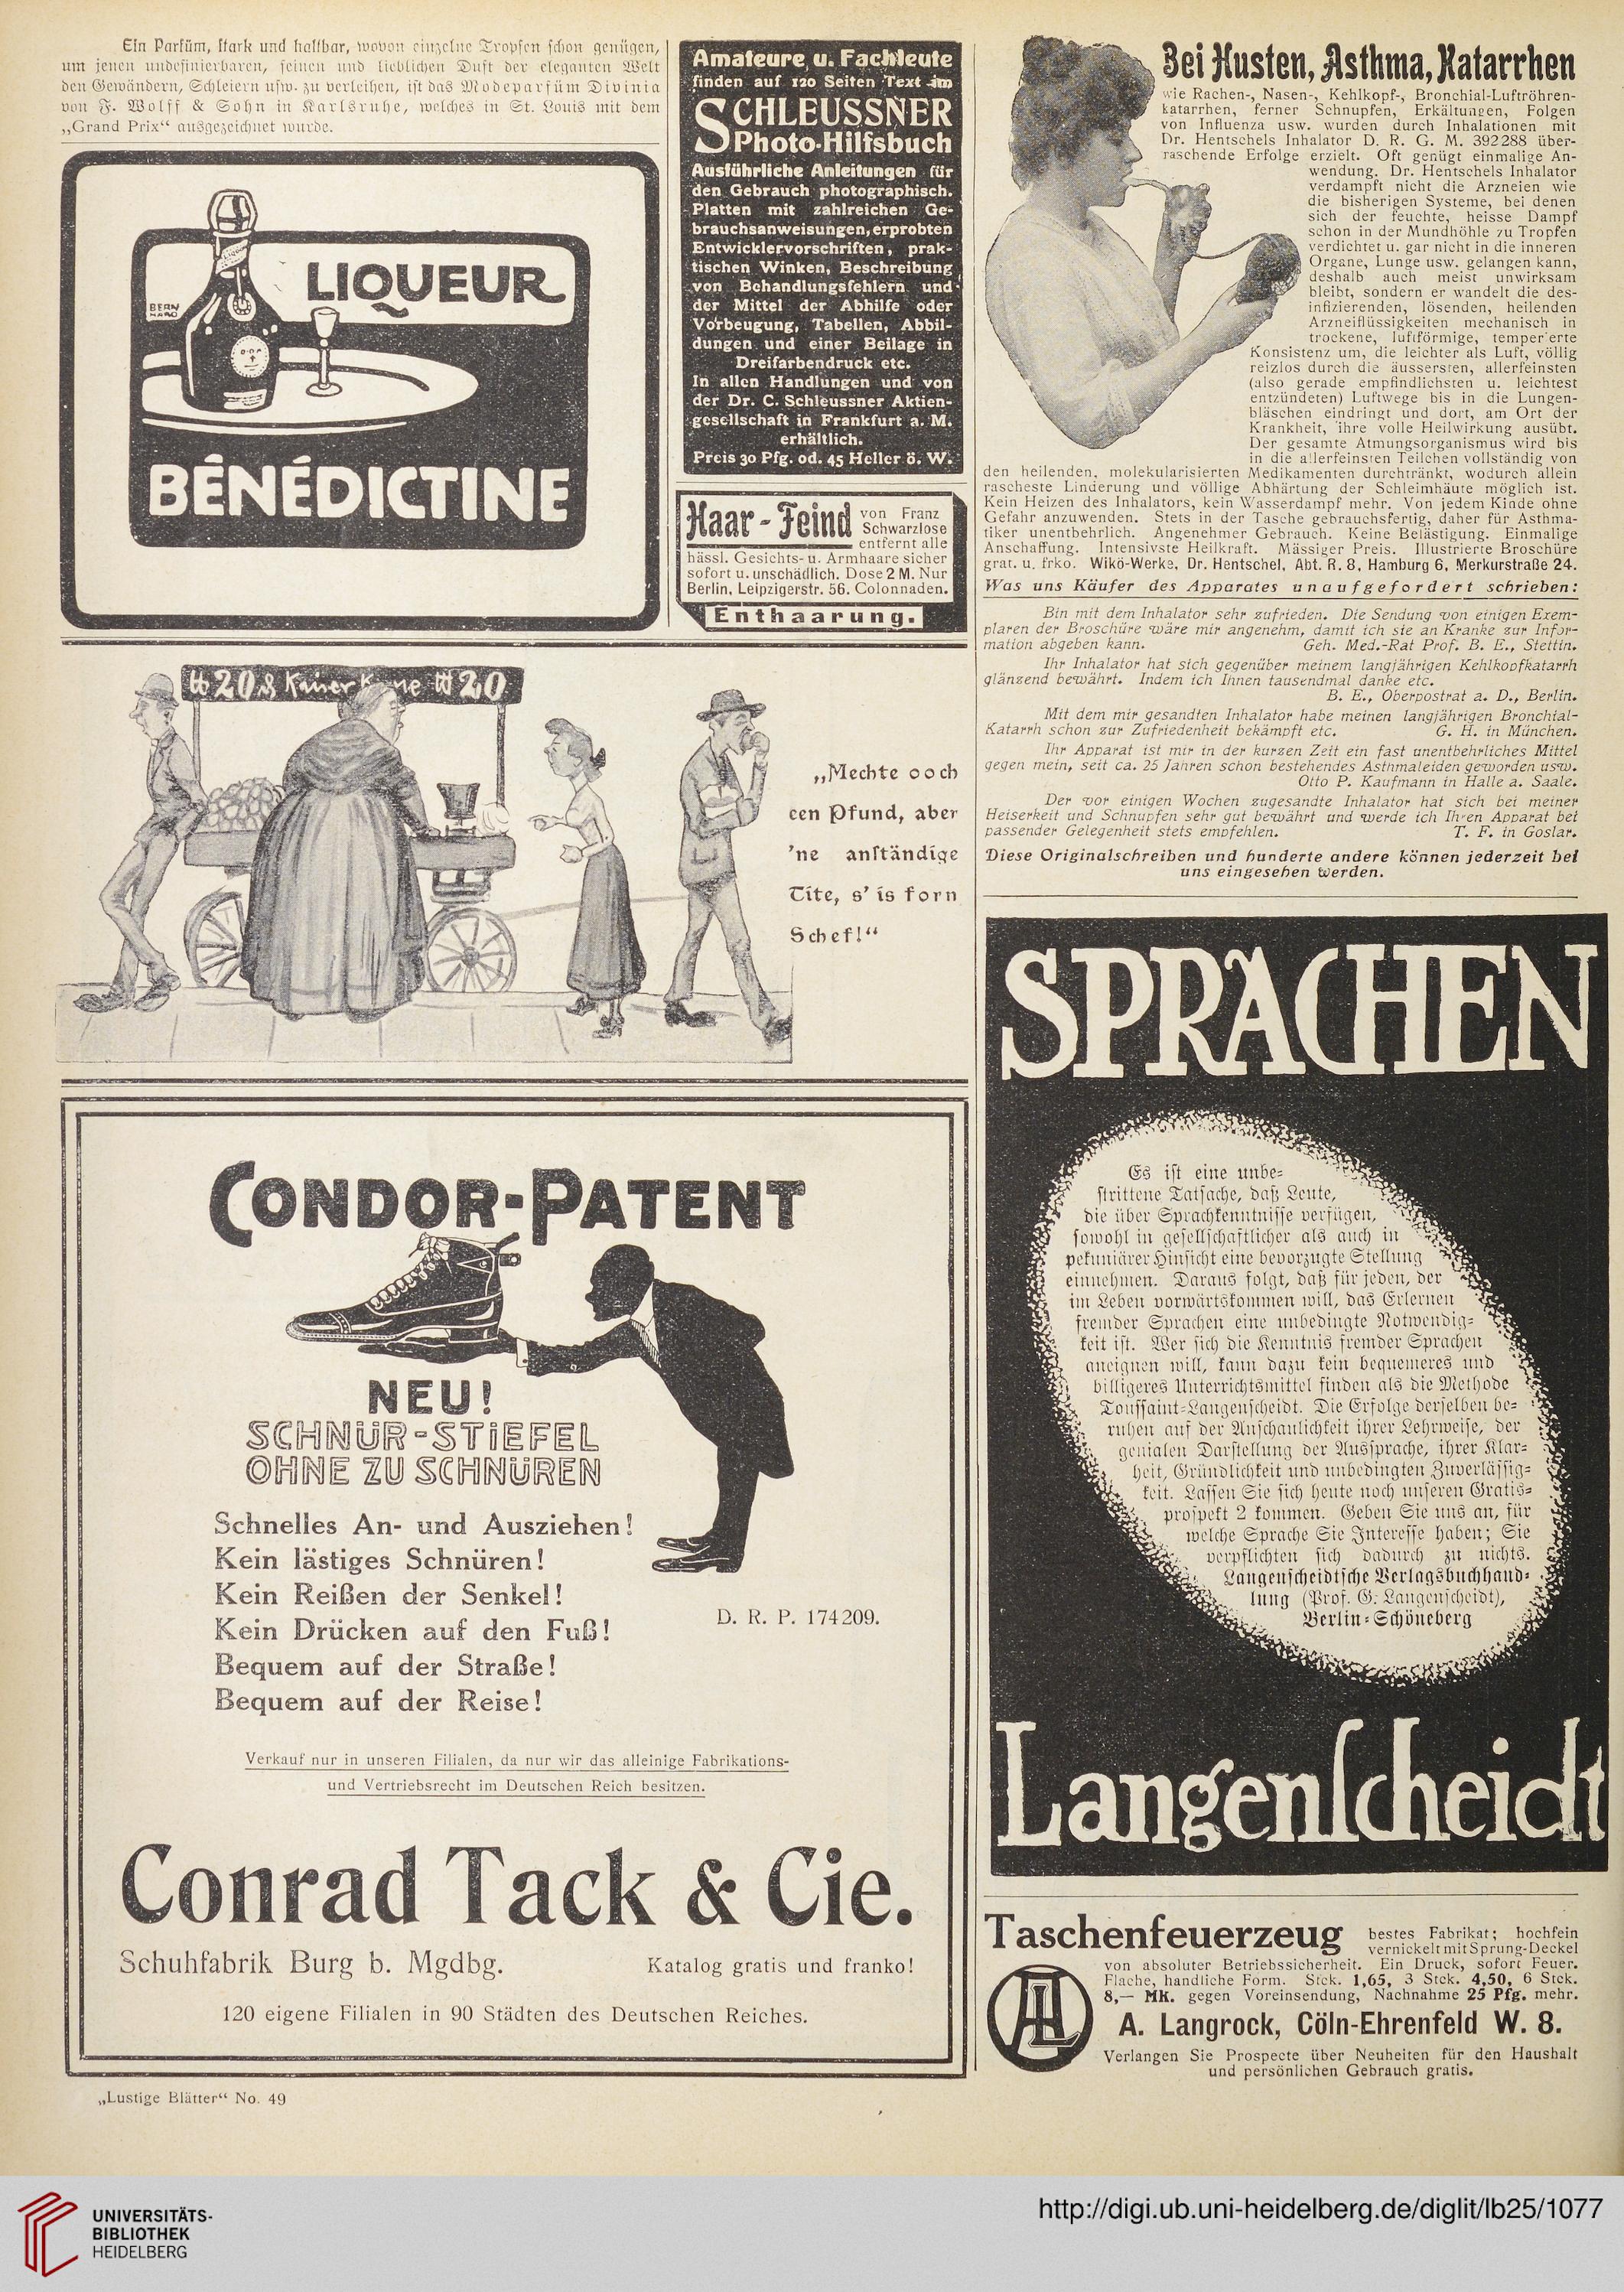 Ein Parfüm, stark und haltbar, wovon einzelne Tropfen schon genügen,
um jenen undefinierbaren, feinen und lieblichen Duft der eleganten Welt
den Gewändern, Schleiern usw. zu verleihen, ist das Modeparfüm Divinia
von F. Wolff & Sohn in Karlsruhe, welches in St. Louis mit dem
„Grand Prix“ ausgezeichnet wurde.
LIQUEUR
BERN
HARD
BÉNÉDICTINE
Amateure u. Fachleute
finden auf 120 Seiten Text im
SCHLEUSSNER
Photo-Hilfsbuch
Ausführliche Anleitungen für
den Gebrauch photographisch.
Platten mit zahlreichen Ge-
brauchsanweisungen, erprobten
Entwicklervorschriften, prak-
tischen Winken, Beschreibung
von Behandlungsfehlern und
der Mittel der Abhilfe oder
Vorbeugung, Tabellen, Abbil-
dungen und einer Beilage in
Dreifarbendruck etc.
In allen Handlungen und von
der Dr. C. Schleussner Aktien-
gesellschaft in Frankfurt a. M.
erhältlich.
Preis 30 Pfg. od. 45 Heller ö. W.
Haar-Feind von Franz
Schwarzlose
entfernt alle
hässl. Gesichts- u. Armhaare sicher
sofort u. unschädlich. Dose 2 M. Nur
Berlin, Leipzigerstr. 56. Colonnaden.
Enthaarung.
20 Keiner 20
„Mechte ooch
een Pfund, aber
'ne anständige
Tite, s' is forn
Schef!“
CONDOR-PATENT
NEU!
SCHNÜR-STIEFEL
OHNE ZU SCHNÜREN
Schnelles An- und Ausziehen!
Kein lästiges Schnüren!
Kein Reißen der Senkel!
Kein Drücken auf den Fuß!
Bequem auf der Straße!
Bequem auf der Reise!
D. R. P. 174209.
Verkauf nur in unseren Filialen, da nur wir das alleinige Fabrikations-
und Vertriebsrecht im Deutschen Reich besitzen.
Conrad Tack & Cie.
Schuhfabrik Burg b. Mgdbg. Katalog gratis und franko!
120 eigene Filialen in 90 Städten des Deutschen Reiches.
„Lustige Blätter“ No. 49
Bei Husten, Asthma, Katarrhen
wie Rachen-, Nasen-, Kehlkopf-, Bronchial-Luftröhren-
katarrhen, ferner Schnupfen, Erkältungen, Folgen
von Influenza usw. wurden durch Inhalationen mit
Dr. Hentschels Inhalator D. R. G. M. 392288 über-
raschende Erfolge erzielt. Oft genügt einmalige An-
wendung. Dr. Hentschels Inhalator
verdampft nicht die Arzneien wie
die bisherigen Systeme, bei denen
sich der feuchte, heisse Dampf
schon in der Mundhöhle zu Tropfen
verdichtet u. gar nicht in die inneren
Organe, Lunge usw. gelangen kann,
deshalb auch meist unwirksam
bleibt, sondern er wandelt die des-
infizierenden, lösenden, heilenden
Arzneiflüssigkeiten mechanisch in
trockene, luftförmige, temperierte
Konsistenz um, die leichter als Luft, völlig
reizlos durch die äussersten, allerfeinsten
(also gerade empfindlichsten u. leichtest
entzündeten) Luftwege bis in die Lungen-
bläschen eindringt und dort, am Ort der
Krankheit, ihre volle Heilwirkung ausübt.
Der gesamte Atmungsorganismus wird bis
in die allerfeinsten Teilchen vollständig von
den heilenden, molekularisierten Medikamenten durchtränkt, wodurch allein
rascheste Linderung und völlige Abhärtung der Schleimhäute möglich ist.
Kein Heizen des Inhalators, kein Wasserdampf mehr. Von jedem Kinde ohne
Gefahr anzuwenden. Stets in der Tasche gebrauchsfertig, daher für Asthma-
tiker unentbehrlich. Angenehmer Gebrauch. Keine Belästigung. Einmalige
Anschaffung. Intensivste Heilkraft. Mässiger Preis. Illustrierte Broschüre
grat. u. frko. Wikö-Werke, Dr. Hentschel, Abt. R. 8, Hamburg 6, Merkurstraße 24.
Was uns Käufer des Apparates unaufgefordert schrieben:
Bin mit dem Inhalator sehr zufrieden. Die Sendung von einigen Exem-
plaren der Broschüre wäre mir angenehm, damit ich sie an Kranke zur Infor-
mation abgeben kann. Geh. Med.-Rat Prof. B. E., Stettin.
Ihr Inhalator hat sich gegenüber meinem langjährigen Kehlkopfkatarrh
glänzend bewährt. Indem ich Ihnen tausendmal danke etc.
B. E., Oberpostrat a. D., Berlin.
Mit dem mir gesandten Inhalator habe meinen langjährigen Bronchial-
Katarrh schon zur Zufriedenheit bekämpft etc. G. H. in München.
Ihr Apparat ist mir in der kurzen Zeit ein fast unentbehrliches Mittel
gegen mein, seit ca. 25 Jahren schon bestehendes Asthmaleiden geworden usw.
Otto P. Kaufmann in Halle a. Saale.
Der vor einigen Wochen zugesandte Inhalator hat sich bei meiner
Heiserkeit und Schnupfen sehr gut bewährt und werde ich Ihren Apparat bei
passender Gelegenheit stets empfehlen. T. F. in Goslar.
Diese Originalschreiben und hunderte andere können jederzeit bei
uns eingesehen werden.
SPRACHEN
Es ist eine unbe-
strittene Tatsache, daß Leute,
die über Sprachkenntnisse verfügen,
sowohl in gesellschaftlicher als auch in
pekuniärer Hinsicht eine bevorzugte Stellung
einnehmen. Daraus folgt, daß für jeden, der
im Leben vorwärtskommen will, das Erlernen
fremder Sprachen eine unbedingte Notwendig-
keit ist. Wer sich die Kenntnis fremder Sprachen
aneignen will, kann dazu kein bequemeres und
billigeres Unterrichtsmittel finden als die Methode
Toussaint-Langenscheidt. Die Erfolge derselben be-
ruhen auf der Anschaulichkeit ihrer Lehrweise, der
genialen Darstellung der Aussprache, ihrer Klar-
heit, Gründlichkeit und unbedingten Zuverlässig-
keit. Lassen Sie sich heute noch unseren Gratis-
prospekt 2 kommen. Geben Sie uns an, für
welche Sprache Sie Interesse haben; Sie
verpflichten sich dadurch zu nichts.
Langenscheidtsche Verlagsbuchhand-
lung (Prof. G. Langenscheidt),
Berlin-Schöneberg
Langenscheidt
Taschenfeuerzeug bestes Fabrikat; hochfein
vernickelt mit Sprung-Deckel
von absoluter Betriebssicherheit. Ein Druck, sofort Feuer.
Flache, handliche Form. Stck. 1,65, 3 Stck. 4,50, 6 Stck.
8,— Mk. gegen Voreinsendung, Nachnahme 25 Pfg. mehr.
AL
A. Langrock, Cöln-Ehrenfeld W. 8.
Verlangen Sie Prospecte über Neuheiten für den Haushalt
und persönlichen Gebrauch gratis.
UNIVERSITÄTS-
BIBLIOTHEK
HEIDELBERG
http://digi.ub.uni-heidelberg.de/diglit/lb25/1077